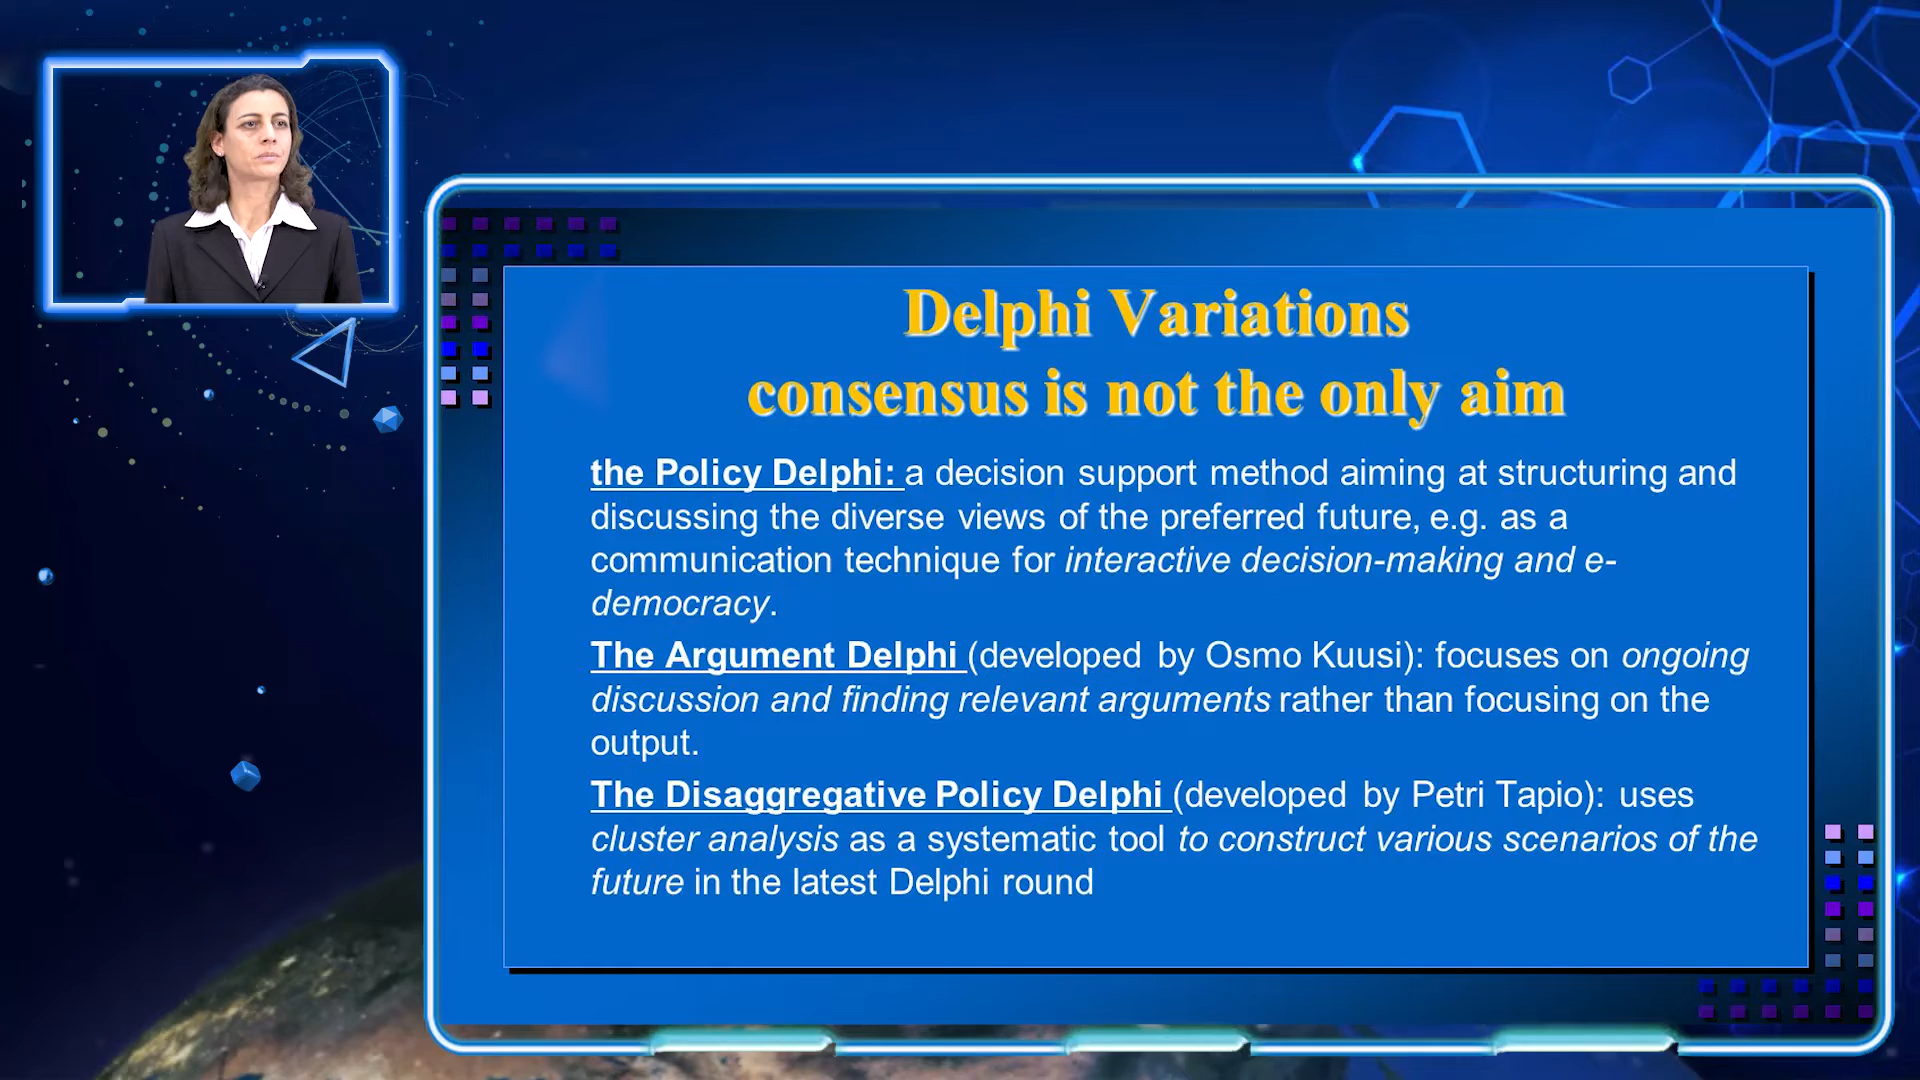 Delphi Variations
consensus is not the only aim
the Policy Delphi: a decision support method aiming at structuring and
discussing the diverse views of the preferred future, e.g. as a
communication technique for interactive decision-making and e-
democracy.
The Argument Delphi (developed by Osmo Kuusi): focuses on ongoing
discussion and finding relevant arguments rather than focusing on the
output.
The Disaggregative Policy Delphi (developed by Petri Tapio): uses
cluster analysis as a systematic tool to construct various scenarios of the
future in the latest Delphi round